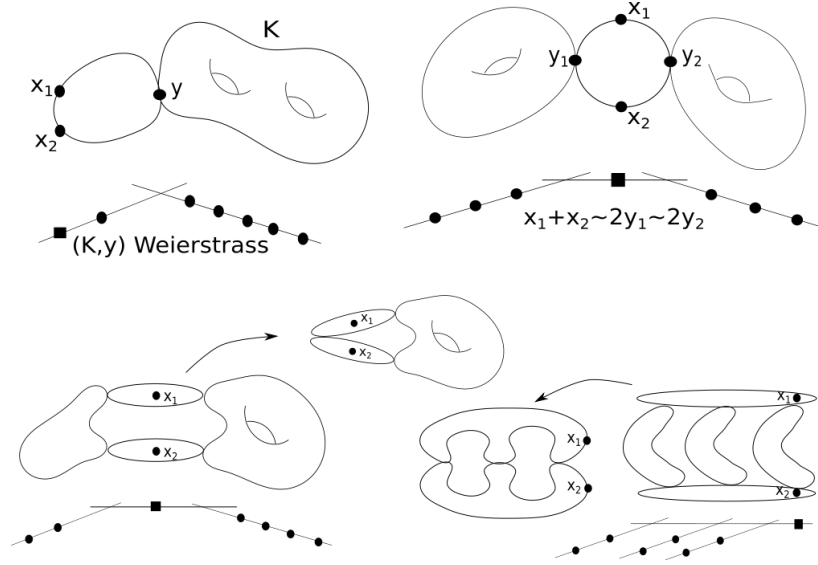 K
x₁
y
x₂
(K,y) Weierstrass
x₁
y₁
y₂
x₂
x₁+x₂~2y₁~2y₂
x₁
x₂
x₁
x₂
x₁
x₂
x₁
x₂